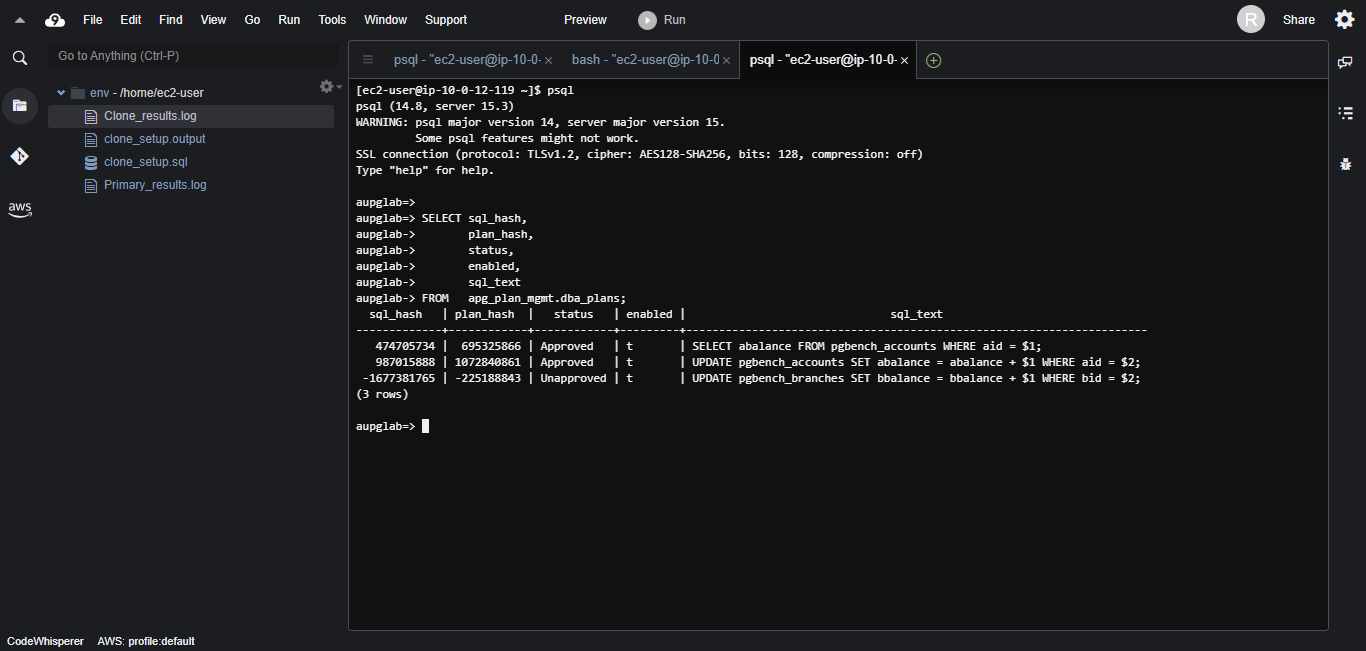 File Edit Find View Go Run Tools Window Support Preview Run R Share
Go to Anything (Ctrl-P)
env - /home/ec2-user
Clone_results.log
clone_setup.output
clone_setup.sql
Primary_results.log
aws
psql - "ec2-user@ip-10-0- × bash - "ec2-user@ip-10-0 × psql - "ec2-user@ip-10-0- ×
[ec2-user@ip-10-0-12-119 ~]$ psql
psql (14.8, server 15.3)
WARNING: psql major version 14, server major version 15.
         Some psql features might not work.
SSL connection (protocol: TLSv1.2, cipher: AES128-SHA256, bits: 128, compression: off)
Type "help" for help.
aupglab=>
aupglab=> SELECT sql_hash,
aupglab->        plan_hash,
aupglab->        status,
aupglab->        enabled,
aupglab->        sql_text
aupglab-> FROM   apg_plan_mgmt.dba_plans;
  sql_hash   | plan_hash  |   status   | enabled |                               sql_text
-------------+------------+------------+---------+----------------------------------------------------------------------
   474705734 |  695325866 | Approved   | t       | SELECT abalance FROM pgbench_accounts WHERE aid = $1;
   987015888 | 1072840861 | Approved   | t       | UPDATE pgbench_accounts SET abalance = abalance + $1 WHERE aid = $2;
 -1677381765 | -225188843 | Unapproved | t       | UPDATE pgbench_branches SET bbalance = bbalance + $1 WHERE bid = $2;
(3 rows)
aupglab=>
CodeWhisperer AWS: profile:default